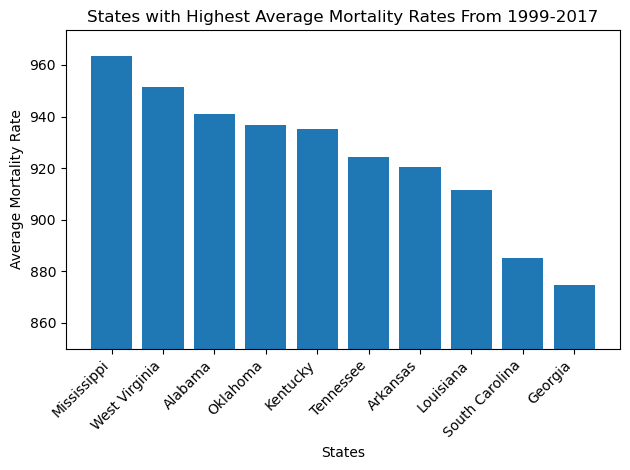 States with Highest Average Mortality Rates From 1999-2017
Average Mortality Rate
960
940
920
900
880
860
Mississippi
West Virginia
Alabama
Oklahoma
Kentucky
Tennessee
Arkansas
Louisiana
South Carolina
Georgia
States